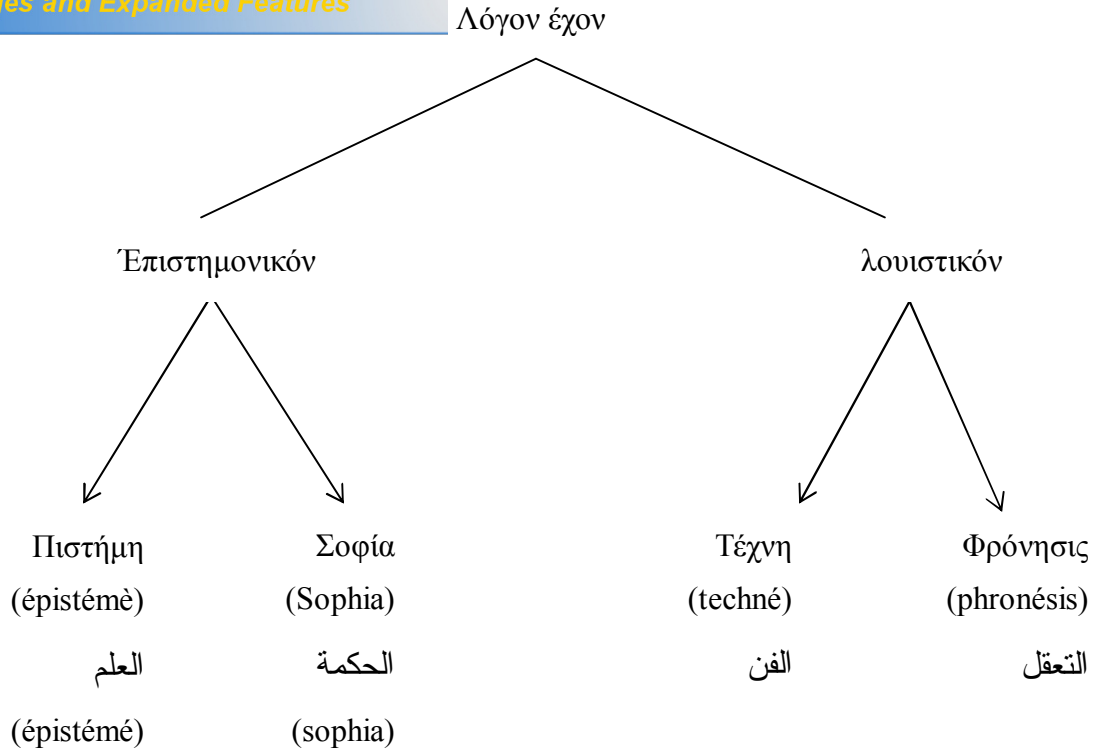 ies and Expanded Features
Λόγον έχον
Έπιστημονικόν λουιστικόν
Πιστήμη Σοφία Τέχνη Φρόνησις
(épistémè) (Sophia) (techné) (phronésis)
العلم الحكمة الفن التعقل
(épistémé) (sophia)